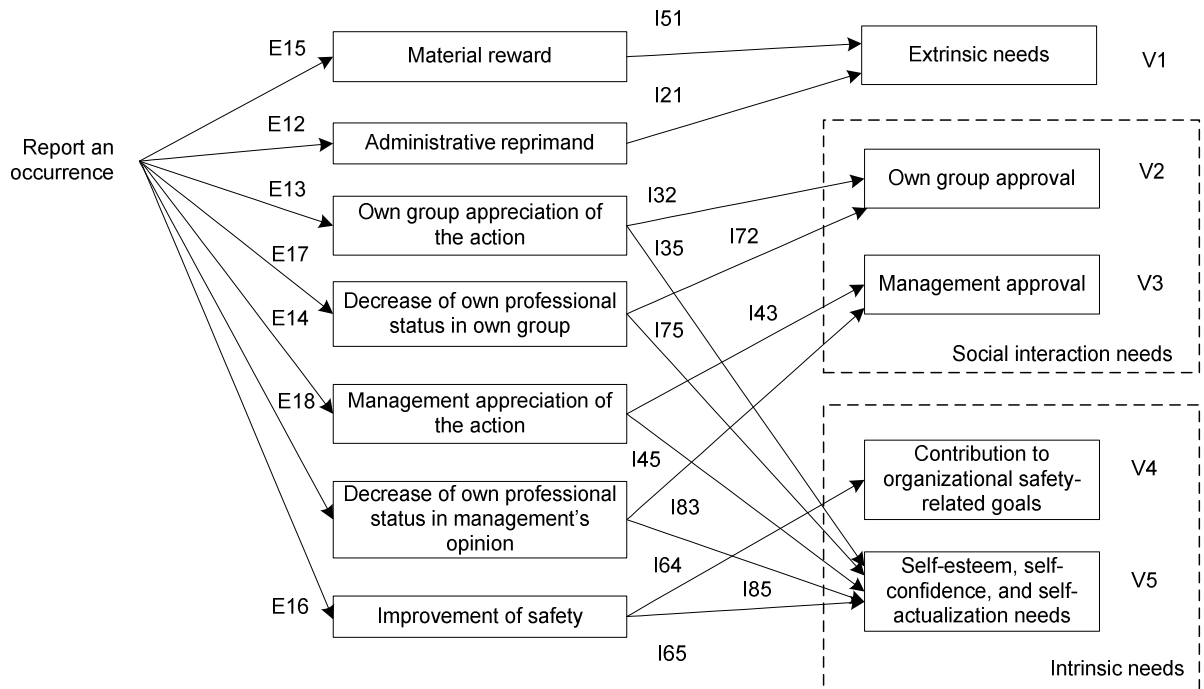 Report an
occurrence
E15
E12
E13
E17
E14
E18
E16
Material reward
Administrative reprimand
Own group appreciation of
the action
Decrease of own professional
status in own group
Management appreciation of
the action
Decrease of own professional
status in management’s
opinion
Improvement of safety
I51
I21
I32
I35
I72
I75
I43
I45
I83
I64
I85
I65
Extrinsic needs
V1
Own group approval
V2
Management approval
V3
Social interaction needs
Contribution to
organizational safety-
related goals
V4
Self-esteem, self-
confidence, and self-
actualization needs
V5
Intrinsic needs